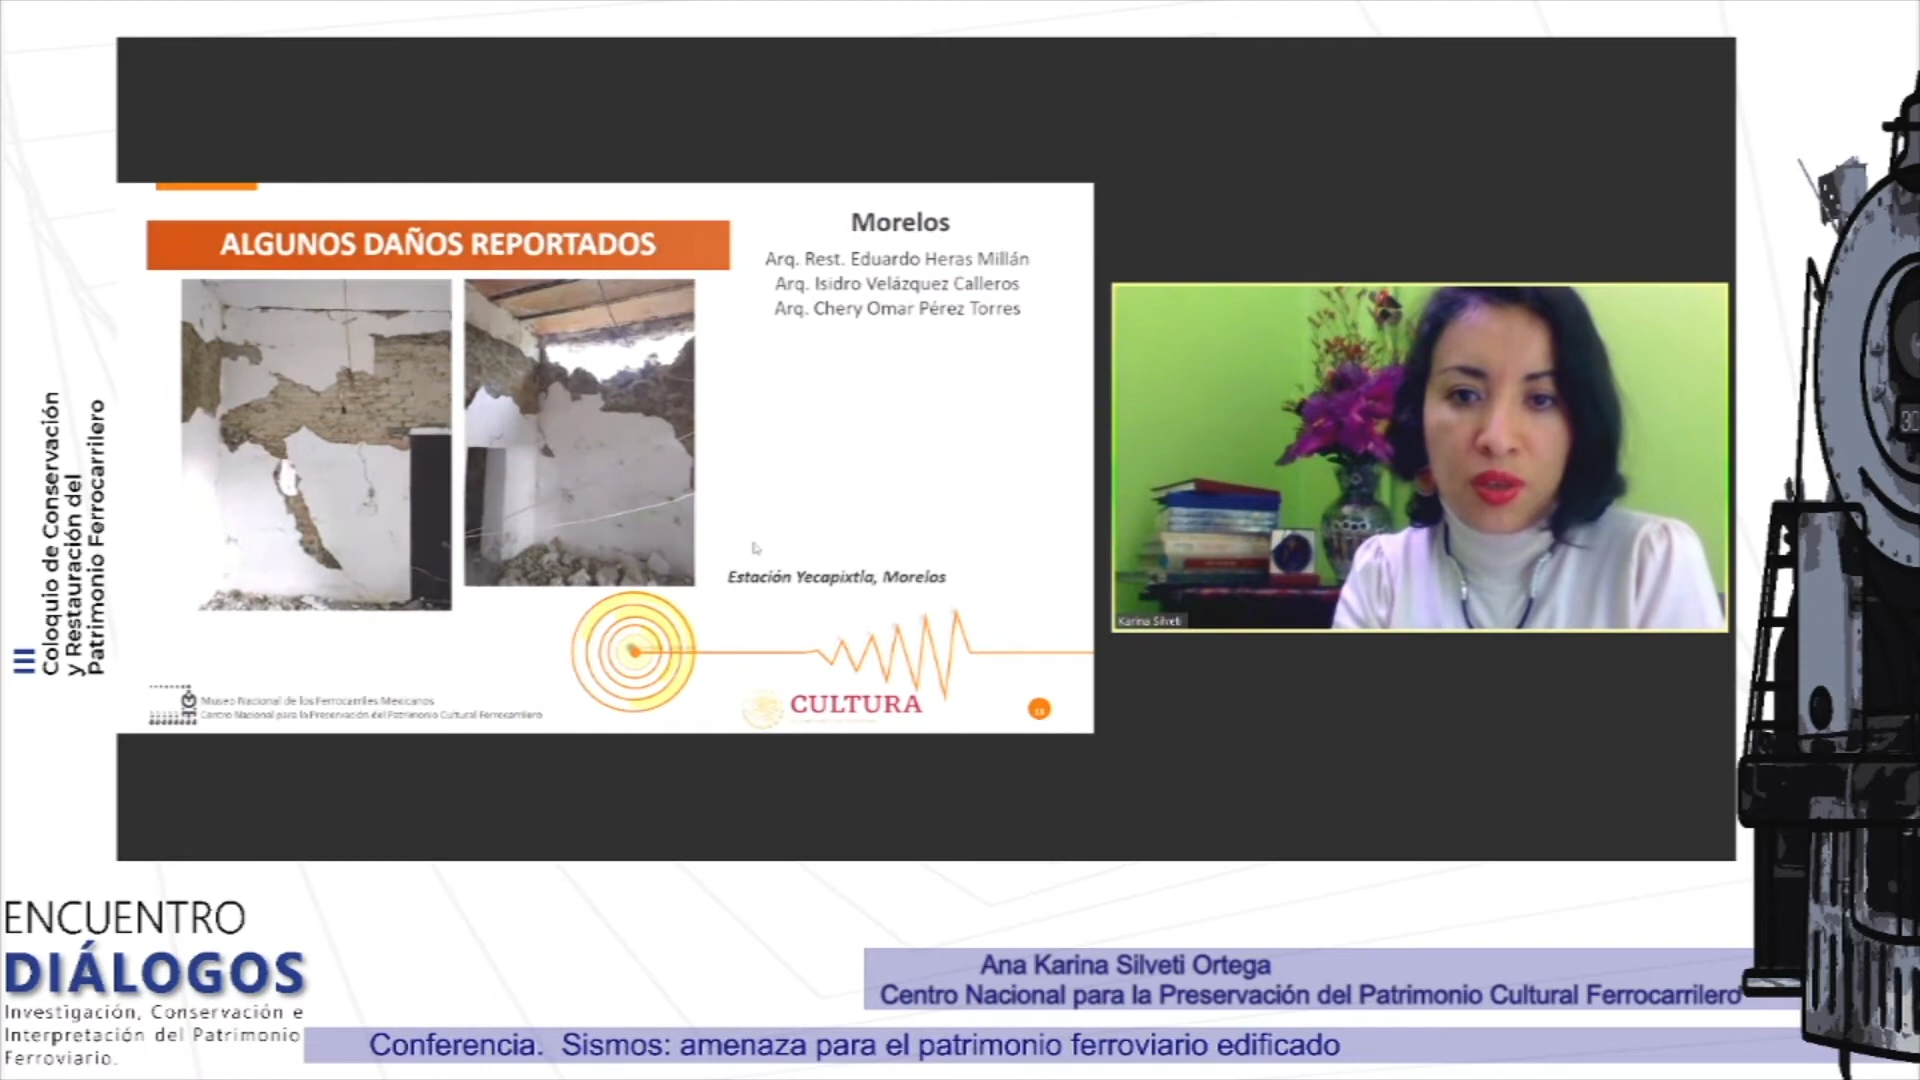 ALGUNOS DAÑOS REPORTADOS
Morelos
Arq. Rest. Eduardo Heras Millán
Arq. Isidro Velázquez Calleros
Arq. Chery Omar Pérez Torres
Estación Yecapixtla, Morelos
Museo Nacional de los Ferrocarriles Mexicanos
Centro Nacional para la Preservación del Patrimonio Cultural Ferrocarrilero
CULTURA
Karina Silveti
30
III
Coloquio de Conservación
y Restauración del
Patrimonio Ferrocarrilero
ENCUENTRO
DIÁLOGOS
Investigación, Conservación e
Interpretación del Patrimonio
Ferroviario.
Ana Karina Silveti Ortega
Centro Nacional para la Preservación del Patrimonio Cultural Ferrocarrilero
Conferencia. Sismos: amenaza para el patrimonio ferroviario edificado